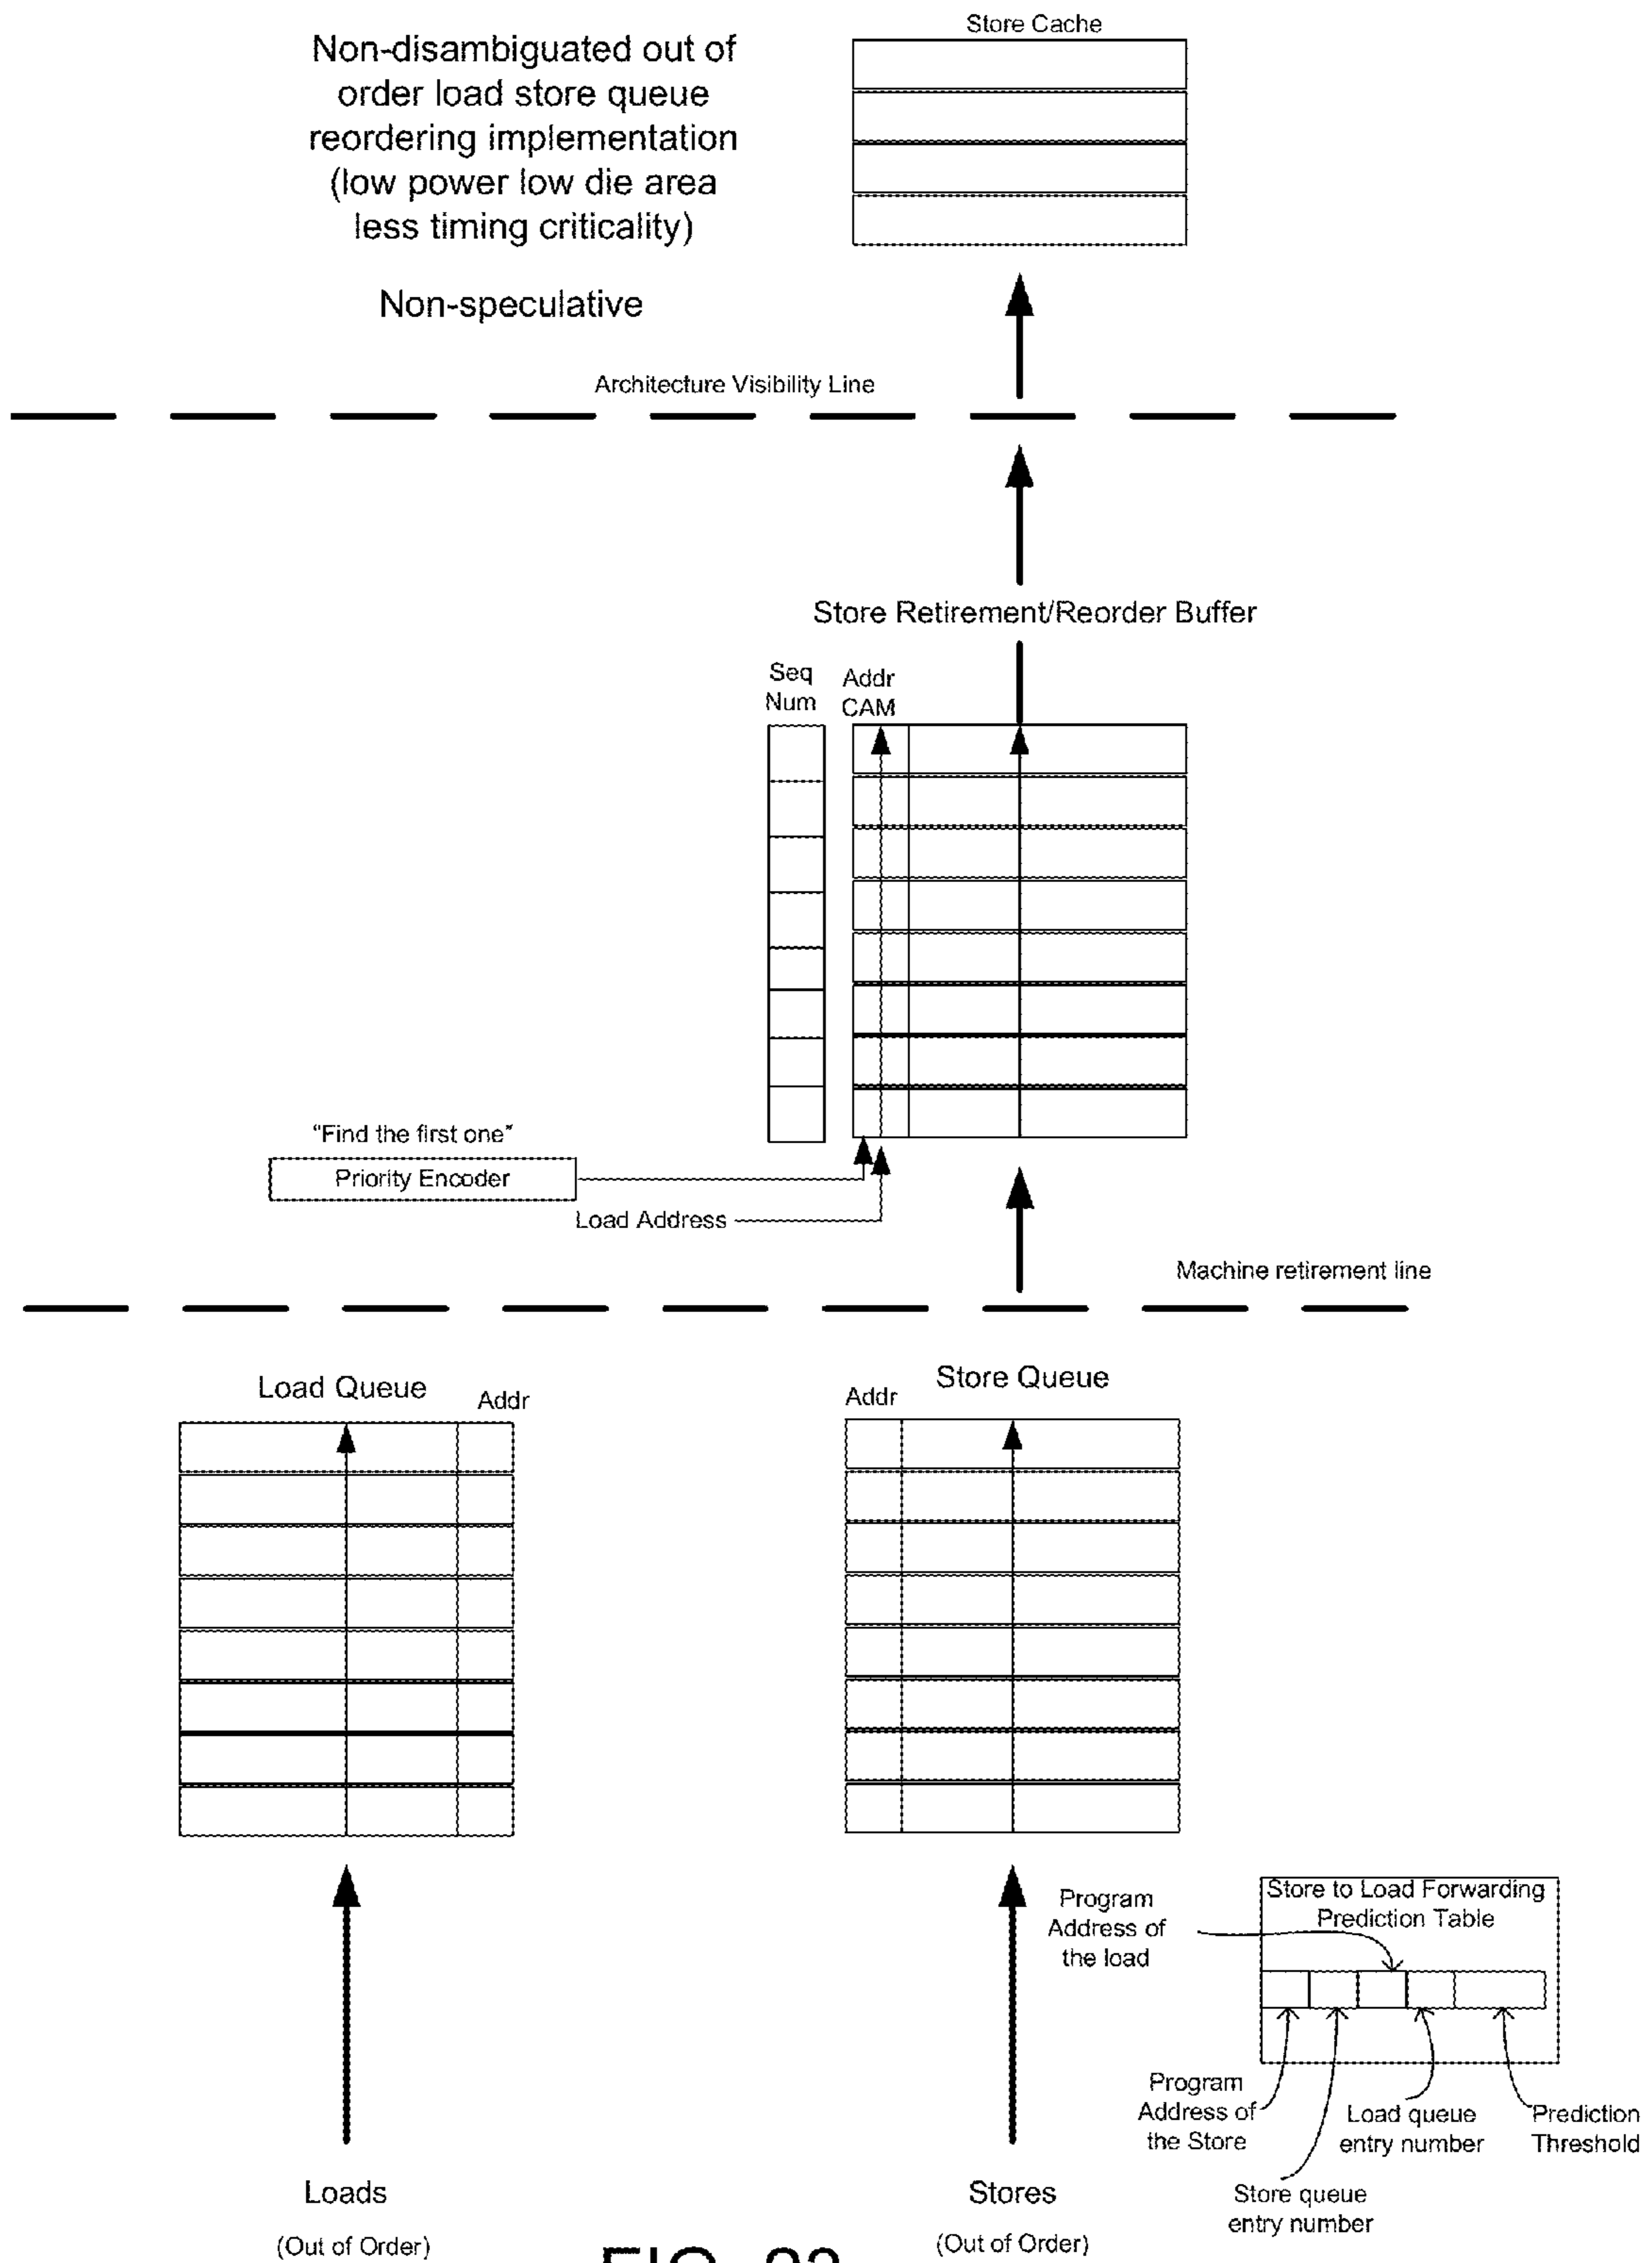 Store Cache
Non-disambiguated out of
order load store queue
reordering implementation
(low power low die area
less timing criticality)
Non-speculative
Architecture Visibility Line
Store Retirement/Reorder Buffer
Seq
Num
Addr
CAM
"Find the first one"
Priority Encoder
Load Address
Machine retirement line
Load Queue
Addr
Store Queue
Addr
Program
Address of
the load
Store to Load Forwarding
Prediction Table
Program
Address of
the Store
Load queue
entry number
Prediction
Threshold
Store queue
entry number
Loads
(Out of Order)
Stores
(Out of Order)